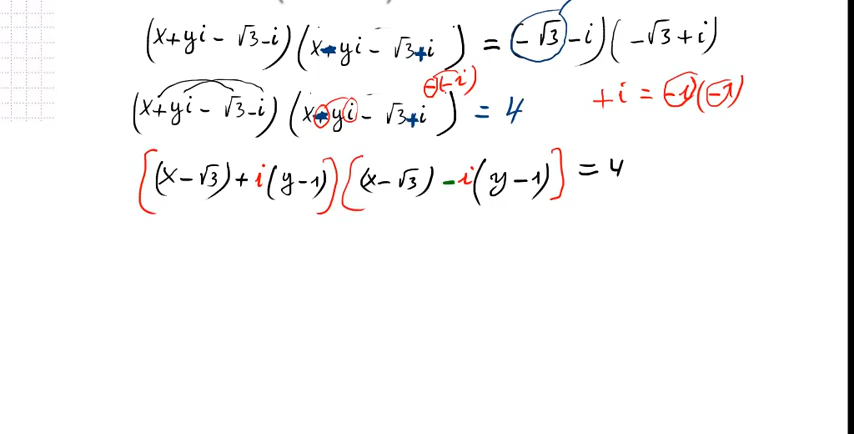 (x+yi-√3-i)(x-yi-√3+i) = (-√3-i)(-√3+i)
-(-i)
(x+yi-√3-i)(x-yi-√3+i) = 4
+i = (-i)(-1)
[(x-√3)+i(y-1)][(x-√3)-i(y-1)] = 4